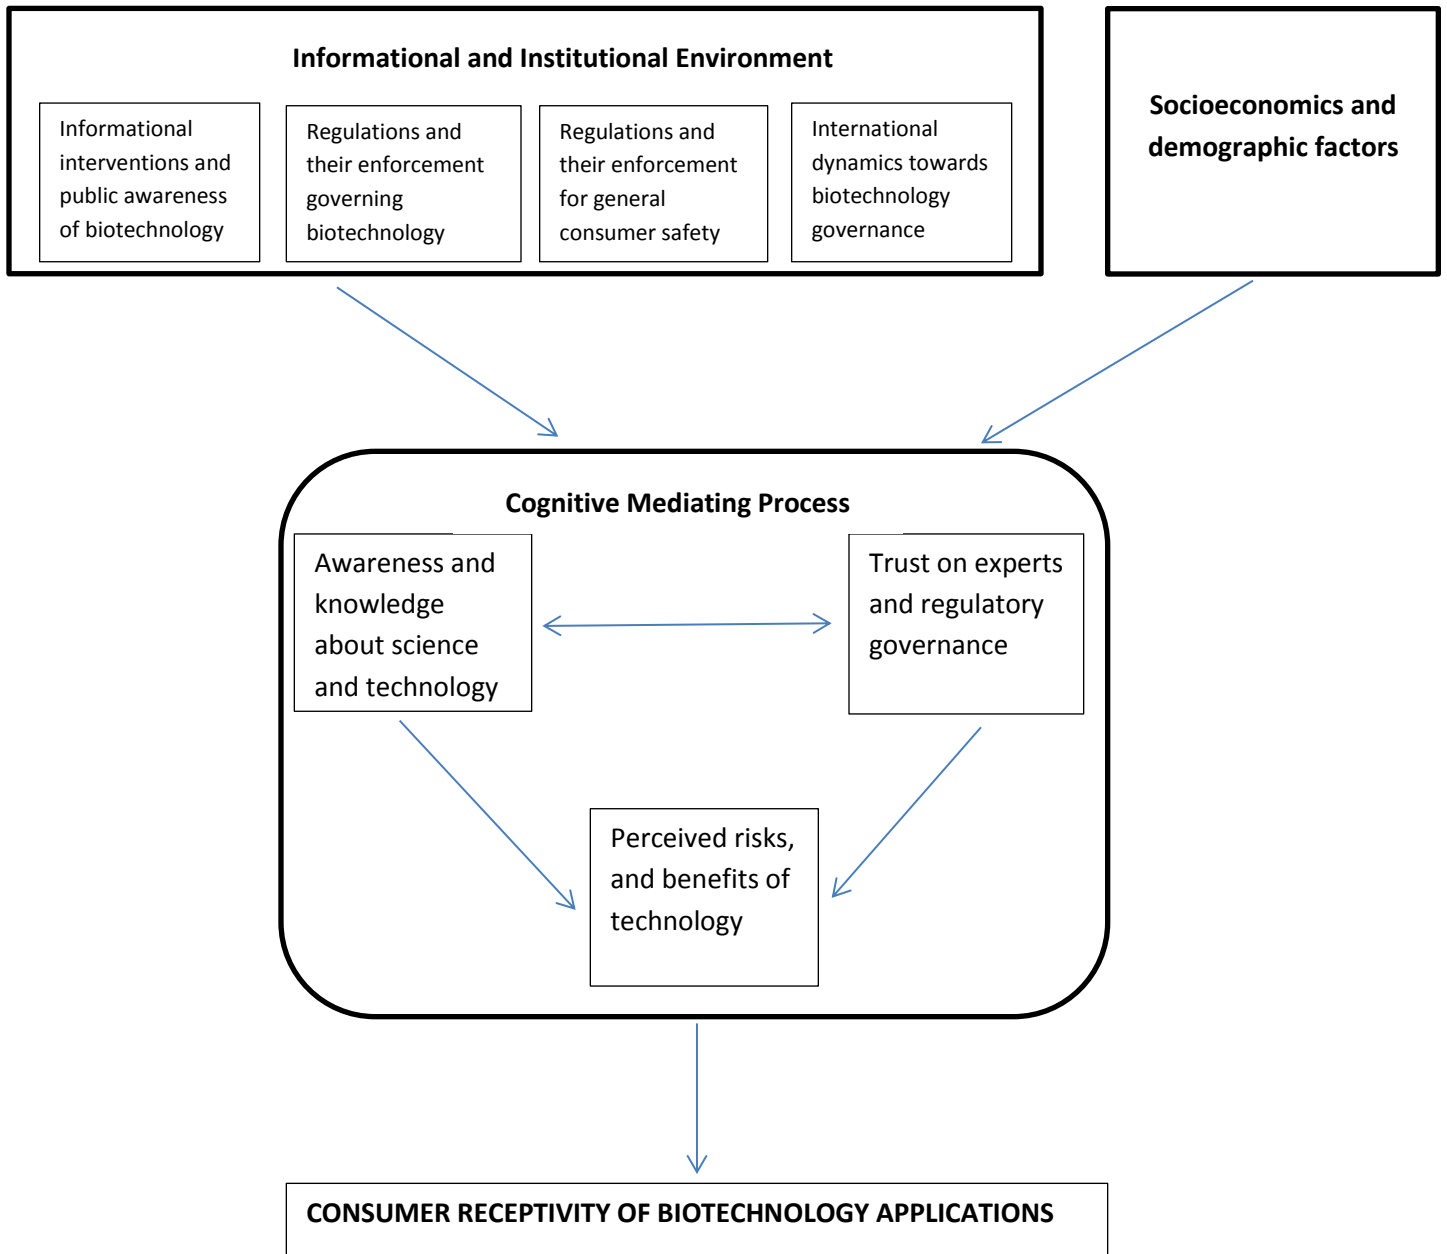 Informational and Institutional Environment
Informational
interventions and
public awareness
of biotechnology
Regulations and
their enforcement
governing
biotechnology
Regulations and
their enforcement
for general
consumer safety
International
dynamics towards
biotechnology
governance
Socioeconomics and
demographic factors
Cognitive Mediating Process
Awareness and
knowledge
about science
and technology
Trust on experts
and regulatory
governance
Perceived risks,
and benefits of
technology
CONSUMER RECEPTIVITY OF BIOTECHNOLOGY APPLICATIONS